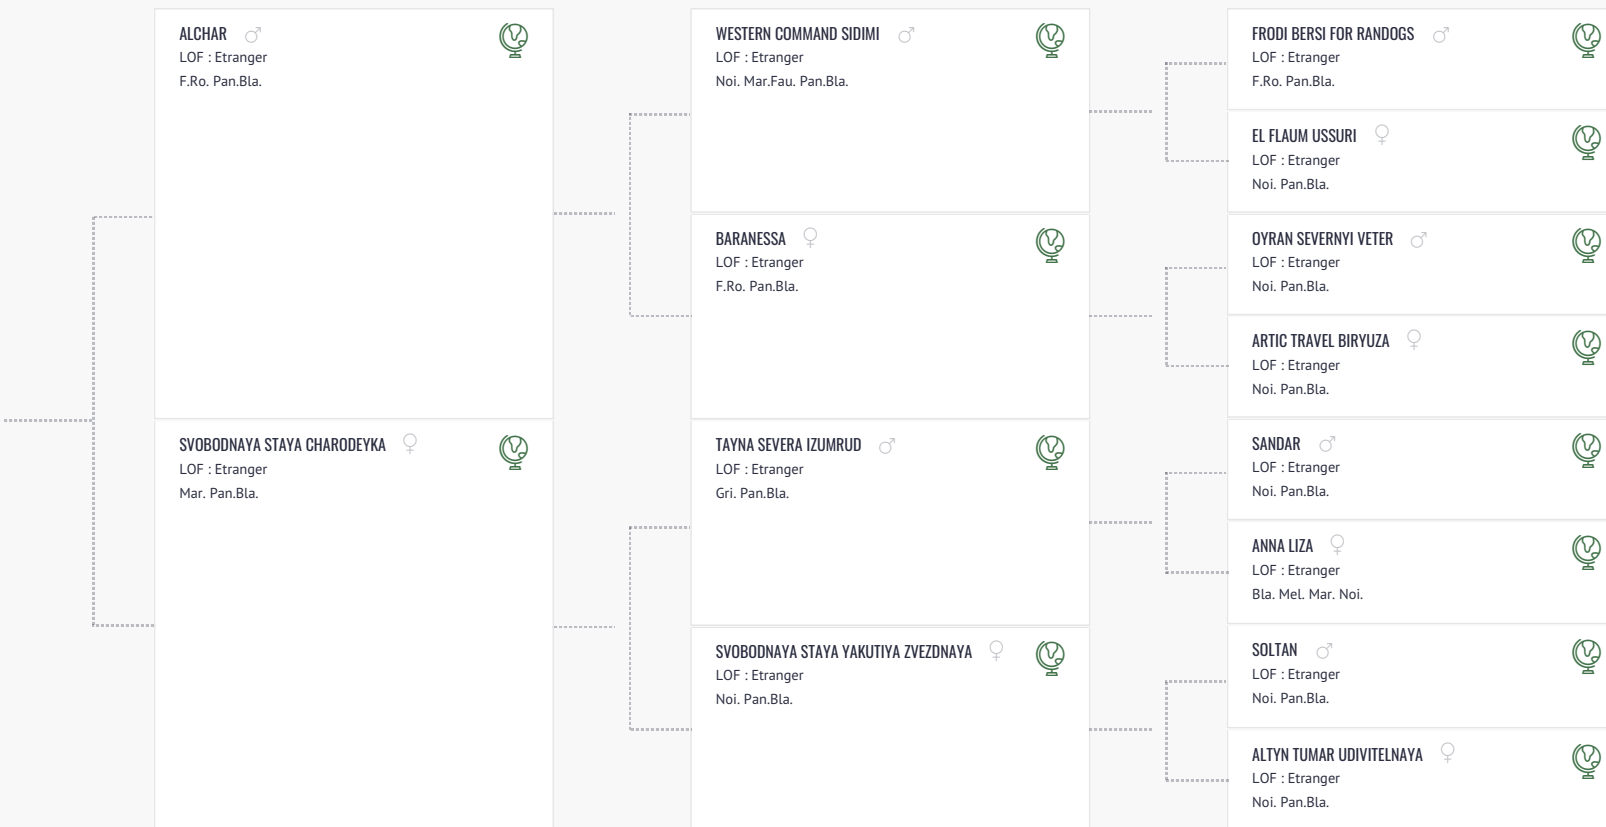 ALCHAR
LOF : Etranger
F.Ro. Pan.Bla.
SVOBODNAYA STAYA CHARODEYKA
LOF : Etranger
Mar. Pan.Bla.
WESTERN COMMAND SIDIMI
LOF : Etranger
Noi. Mar.Fau. Pan.Bla.
BARANESSA
LOF : Etranger
F.Ro. Pan.Bla.
TAYNA SEVERA IZUMRUD
LOF : Etranger
Gri. Pan.Bla.
SVOBODNAYA STAYA YAKUTIYA ZVEZDNAYA
LOF : Etranger
Noi. Pan.Bla.
FRODI BERSI FOR RANDOGS
LOF : Etranger
F.Ro. Pan.Bla.
EL FLAUM USSURI
LOF : Etranger
Noi. Pan.Bla.
OYRAN SEVERNYI VETER
LOF : Etranger
Noi. Pan.Bla.
ARTIC TRAVEL BIRYUZA
LOF : Etranger
Noi. Pan.Bla.
SANDAR
LOF : Etranger
Noi. Pan.Bla.
ANNA LIZA
LOF : Etranger
Bla. Mel. Mar. Noi.
SOLTAN
LOF : Etranger
Noi. Pan.Bla.
ALTYN TUMAR UDIVITELNAYA
LOF : Etranger
Noi. Pan.Bla.